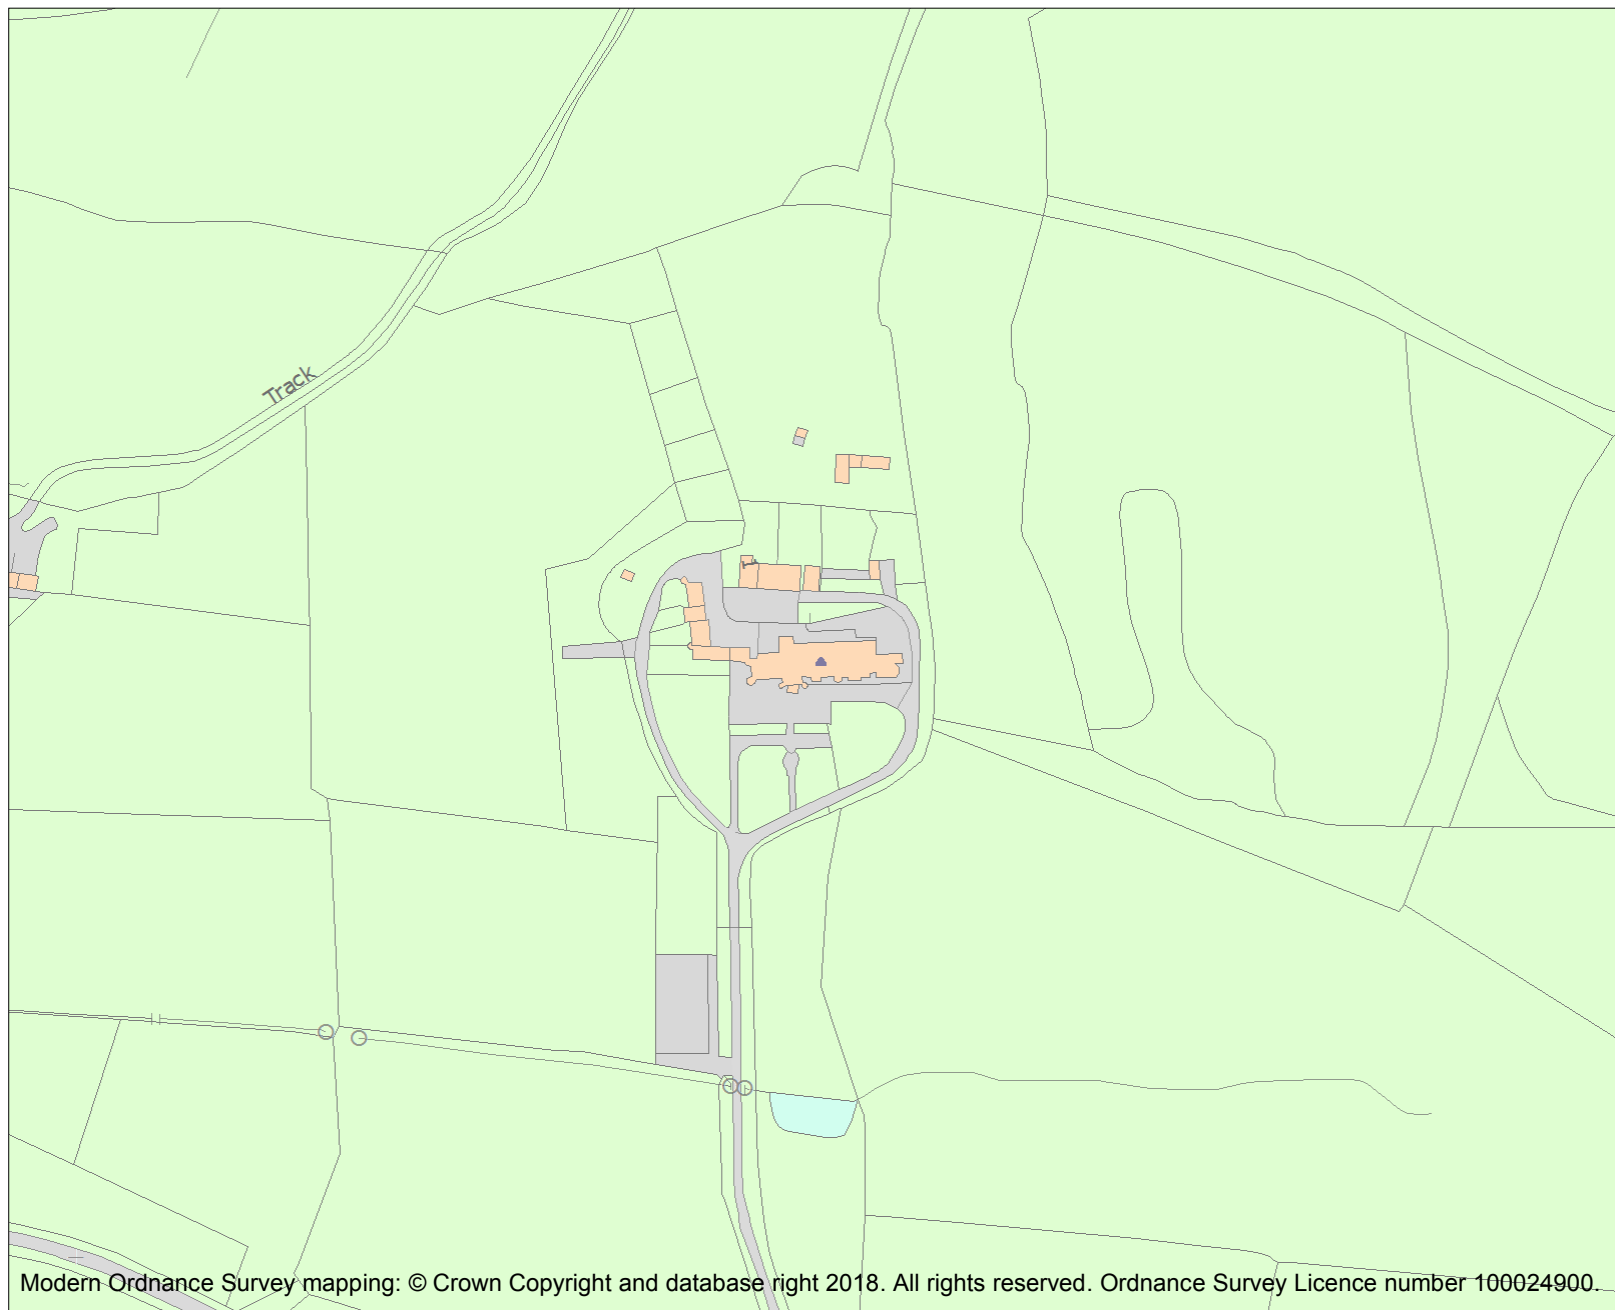 Track
Modern Ordnance Survey mapping: © Crown Copyright and database right 2018. All rights reserved. Ordnance Survey Licence number 100024900.